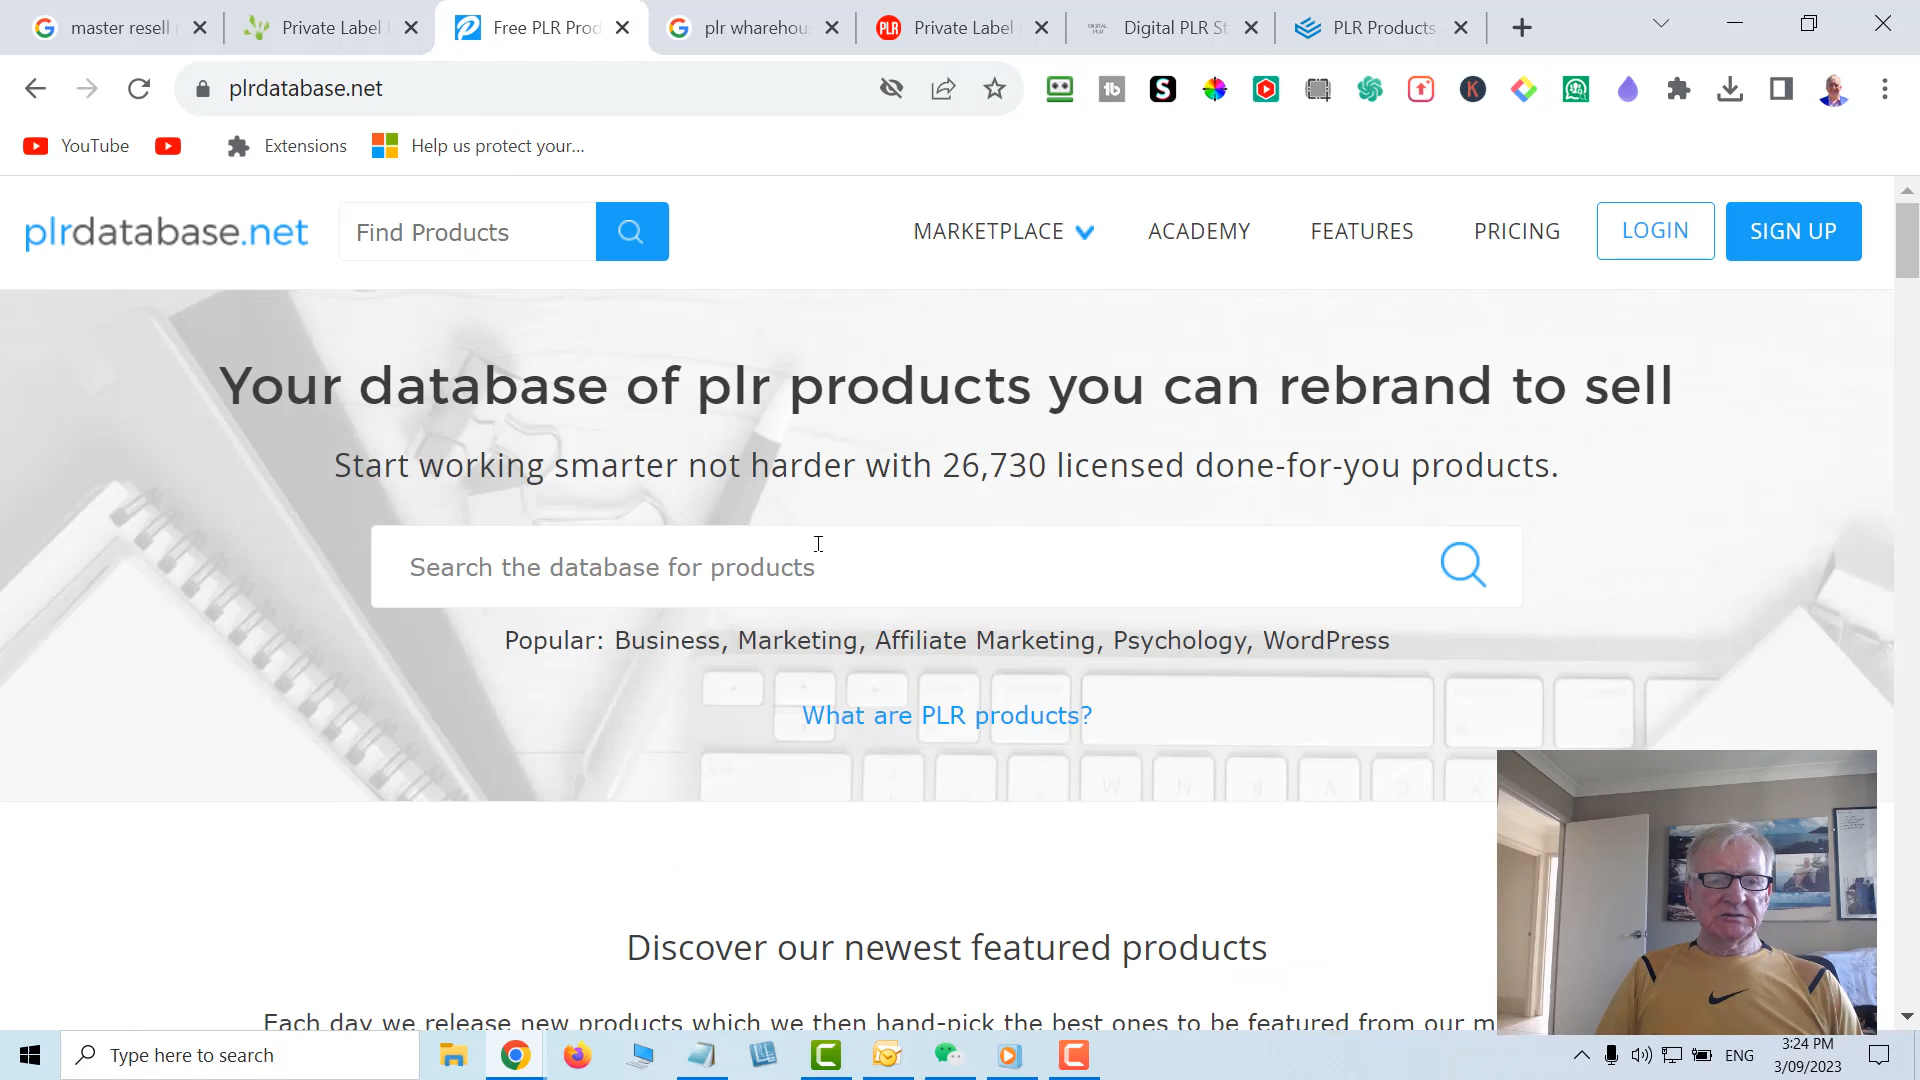 master resell
Private Label
Free PLR Prod
plr wharehou
Private Label
Digital PLR St
PLR Products
plrdatabase.net
YouTube
Extensions
Help us protect your...
plrdatabase.net
Find Products
MARKETPLACE
ACADEMY
FEATURES
PRICING
LOGIN
SIGN UP
Your database of plr products you can rebrand to sell
Start working smarter not harder with 26,730 licensed done-for-you products.
Search the database for products
Popular: Business, Marketing, Affiliate Marketing, Psychology, WordPress
What are PLR products?
Discover our newest featured products
Each day we release new products which we then hand-pick the best ones to be featured from our m
Type here to search
ENG
3:24 PM
3/09/2023